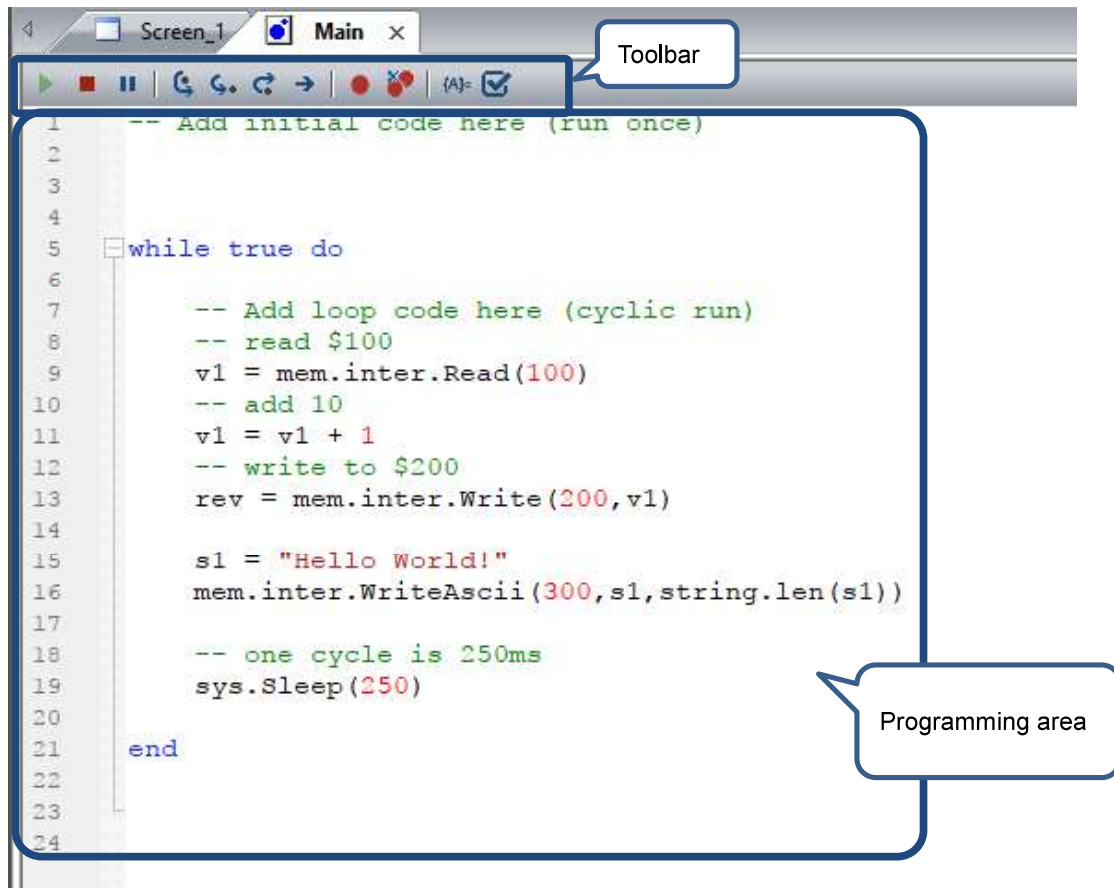 Screen_1 Main ×
Toolbar
{A}=
1 -- Add initial code here (run once)
2
3
4
5 while true do
6
7 -- Add loop code here (cyclic run)
8 -- read $100
9 v1 = mem.inter.Read(100)
10 -- add 10
11 v1 = v1 + 1
12 -- write to $200
13 rev = mem.inter.Write(200,v1)
14
15 s1 = "Hello World!"
16 mem.inter.WriteAscii(300,s1,string.len(s1))
17
18 -- one cycle is 250ms
19 sys.Sleep(250)
20
Programming area
21 end
22
23
24